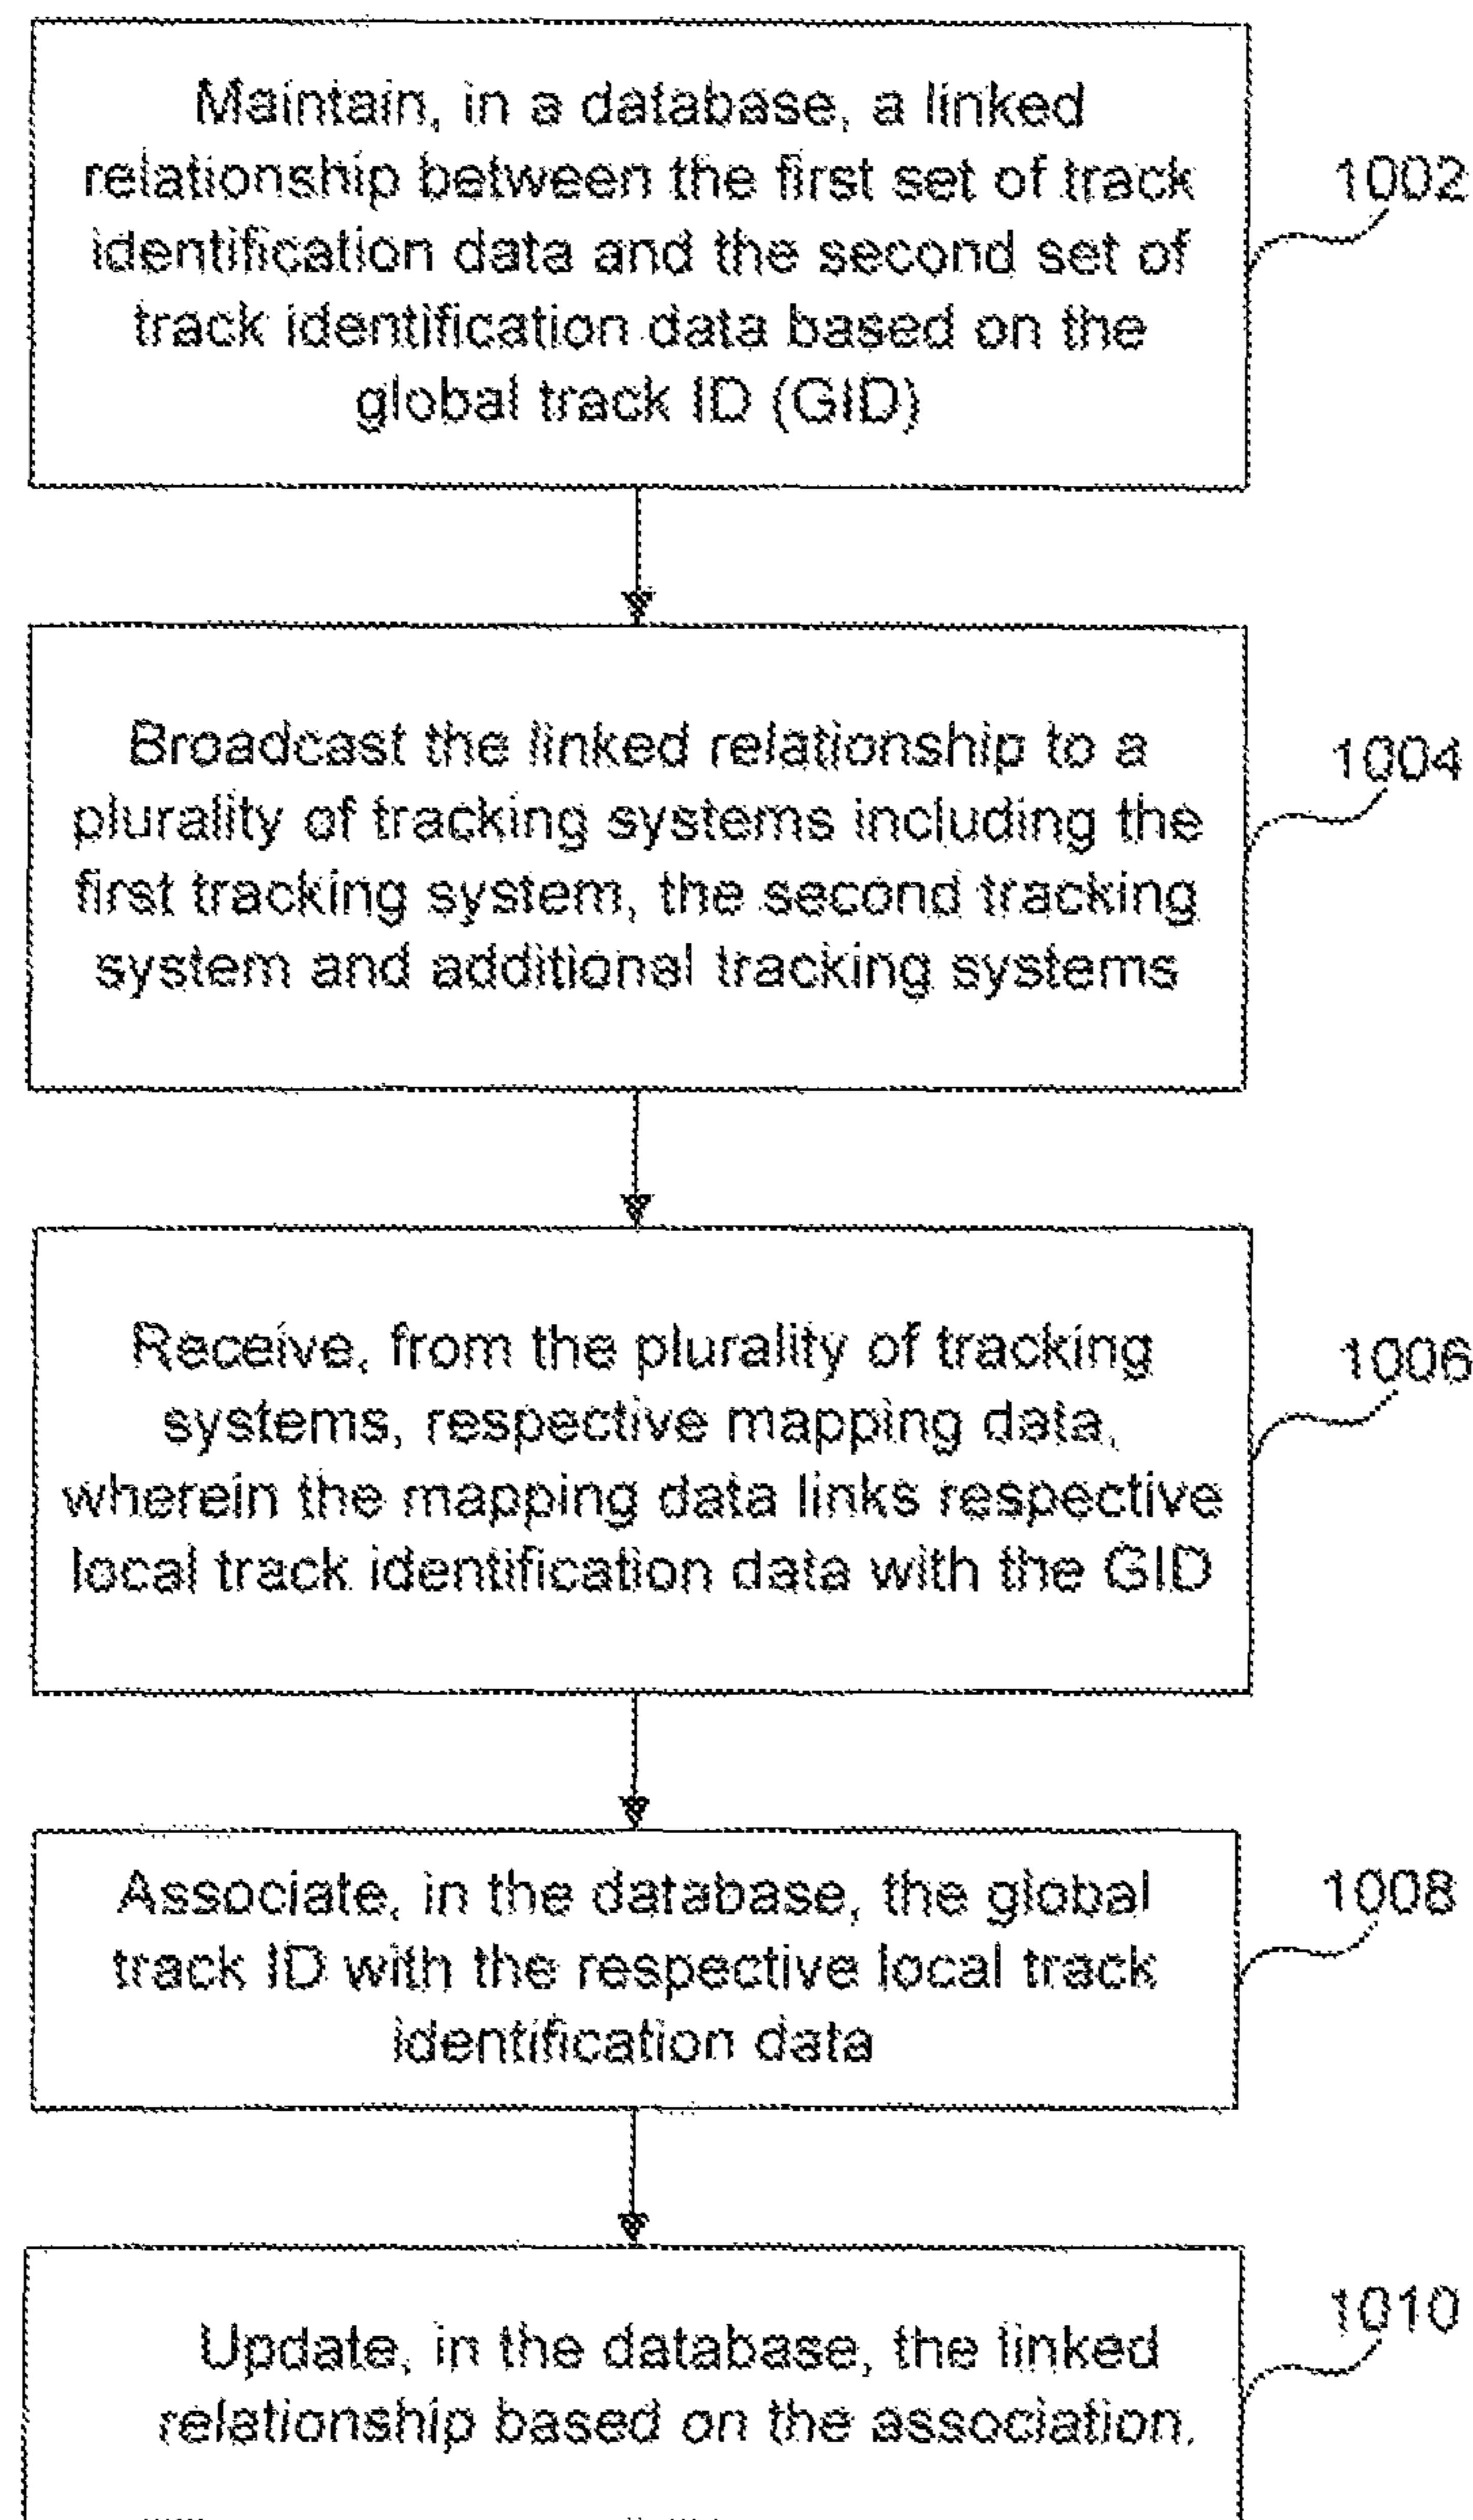 Maintain, in a database, a linked
relationship between the first set of track
identification data and the second set of
track identification data based on the
global track ID (GID)
1002
Broadcast the linked relationship to a
plurality of tracking systems including the
first tracking system, the second tracking
system and additional tracking systems
1004
Receive, from the plurality of tracking
systems, respective mapping data,
wherein the mapping data links respective
local track identification data with the GID
1006
Associate, in the database, the global
track ID with the respective local track
identification data
1008
Update, in the database, the linked
relationship based on the association.
1010